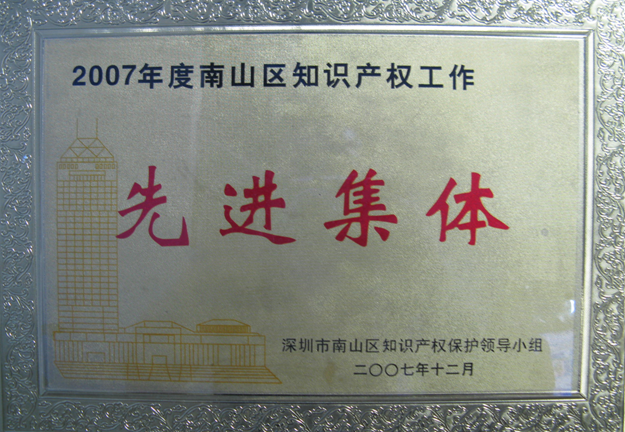 2007年度南山区知识产权工作
先进集体
深圳市南山区知识产权保护领导小组
二〇〇七年十二月